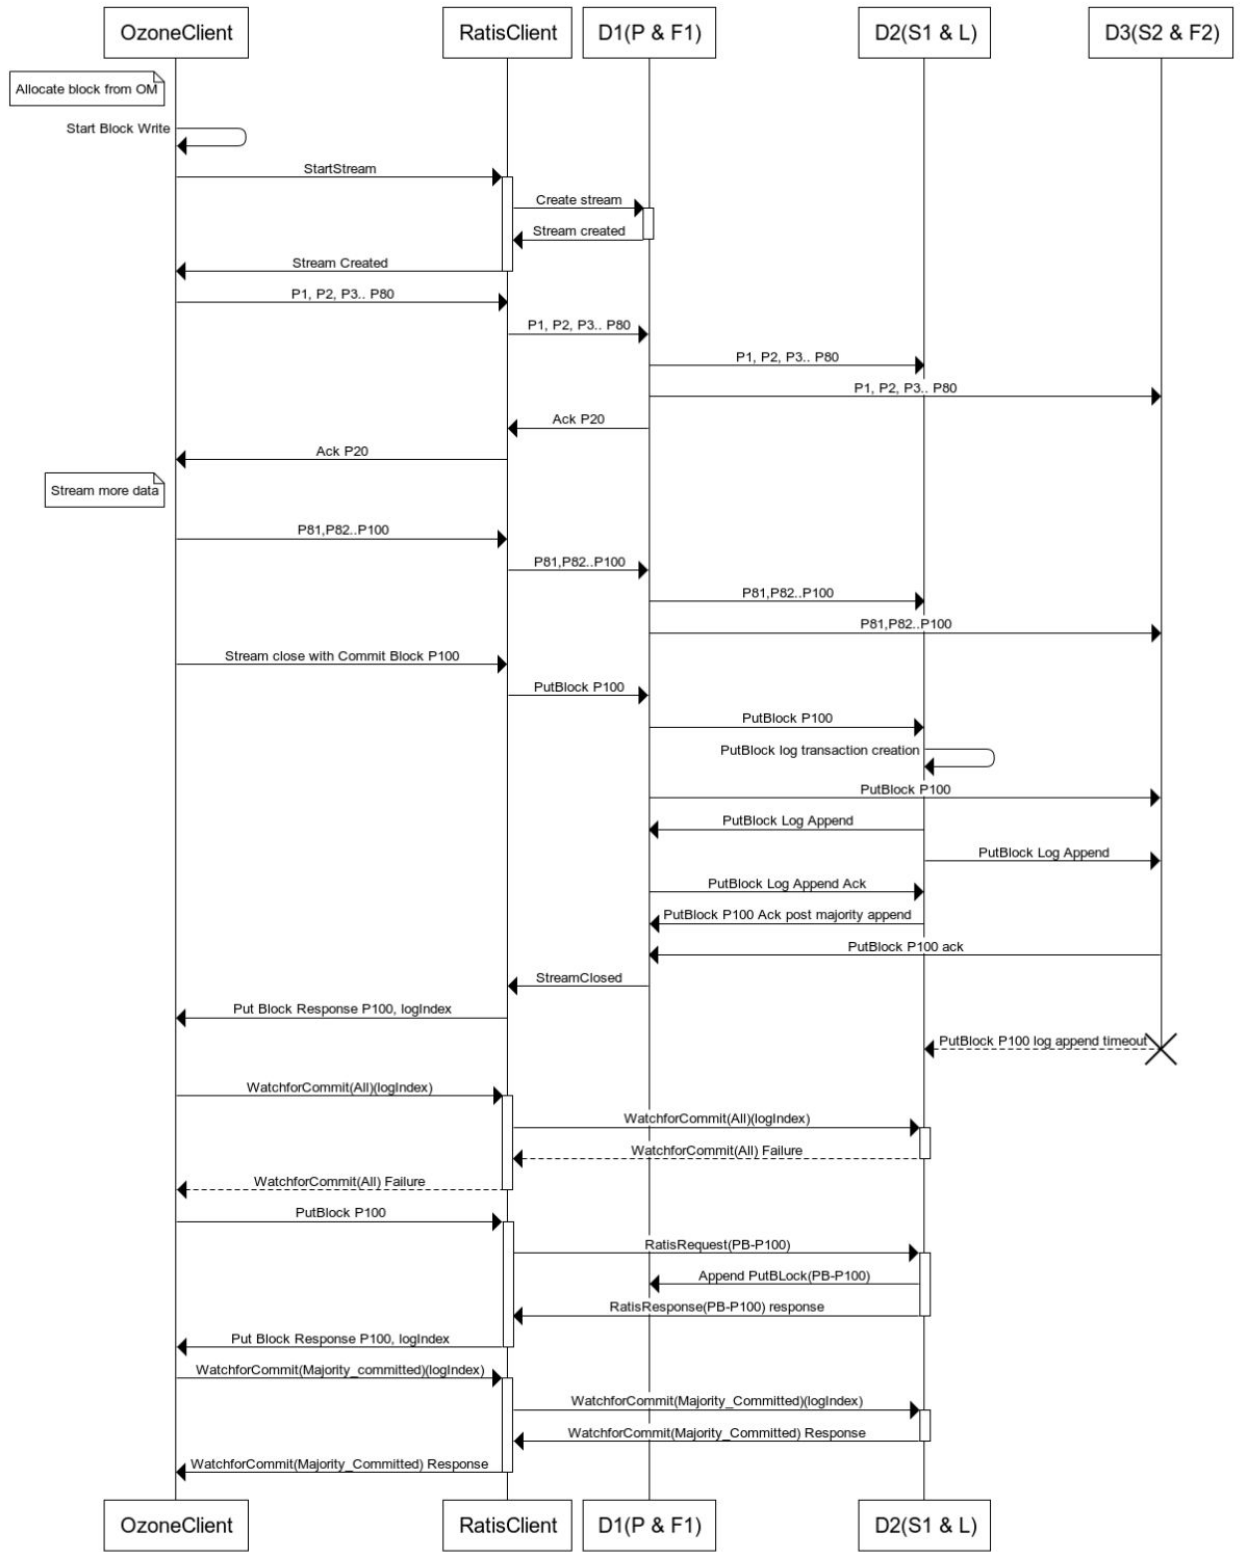 OzoneClient
RatisClient
D1(P & F1)
D2(S1 & L)
D3(S2 & F2)
Allocate block from OM
Start Block Write
StartStream
Create stream
Stream created
Stream Created
P1, P2, P3.. P80
P1, P2, P3.. P80
P1, P2, P3.. P80
P1, P2, P3.. P80
Ack P20
Ack P20
Stream more data
P81,P82..P100
P81,P82..P100
P81,P82..P100
P81,P82..P100
Stream close with Commit Block P100
PutBlock P100
PutBlock P100
PutBlock log transaction creation
PutBlock P100
PutBlock Log Append
PutBlock Log Append
PutBlock Log Append Ack
PutBlock P100 Ack post majority append
PutBlock P100 ack
StreamClosed
Put Block Response P100, logIndex
PutBlock P100 log append timeout
WatchforCommit(All)(logIndex)
WatchforCommit(All)(logIndex)
WatchforCommit(All) Failure
WatchforCommit(All) Failure
PutBlock P100
RatisRequest(PB-P100)
Append PutBLock(PB-P100)
RatisResponse(PB-P100) response
Put Block Response P100, logIndex
WatchforCommit(Majority_committed)(logIndex)
WatchforCommit(Majority_Committed)(logIndex)
WatchforCommit(Majority_Committed) Response
WatchforCommit(Majority_Committed) Response
OzoneClient
RatisClient
D1(P & F1)
D2(S1 & L)